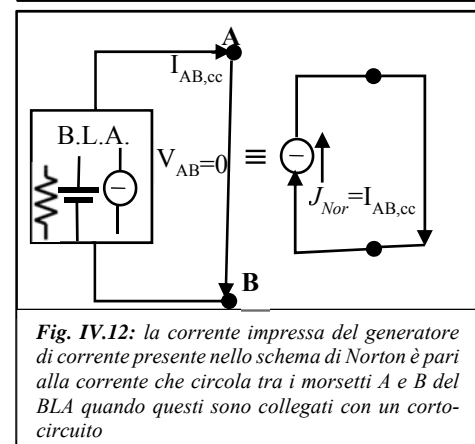 A
I_AB,cc
B.L.A.
V_AB=0
≡
J_Nor=I_AB,cc
B
Fig. IV.12: la corrente impressa del generatore
di corrente presente nello schema di Norton è pari
alla corrente che circola tra i morsetti A e B del
BLA quando questi sono collegati con un corto-
circuito